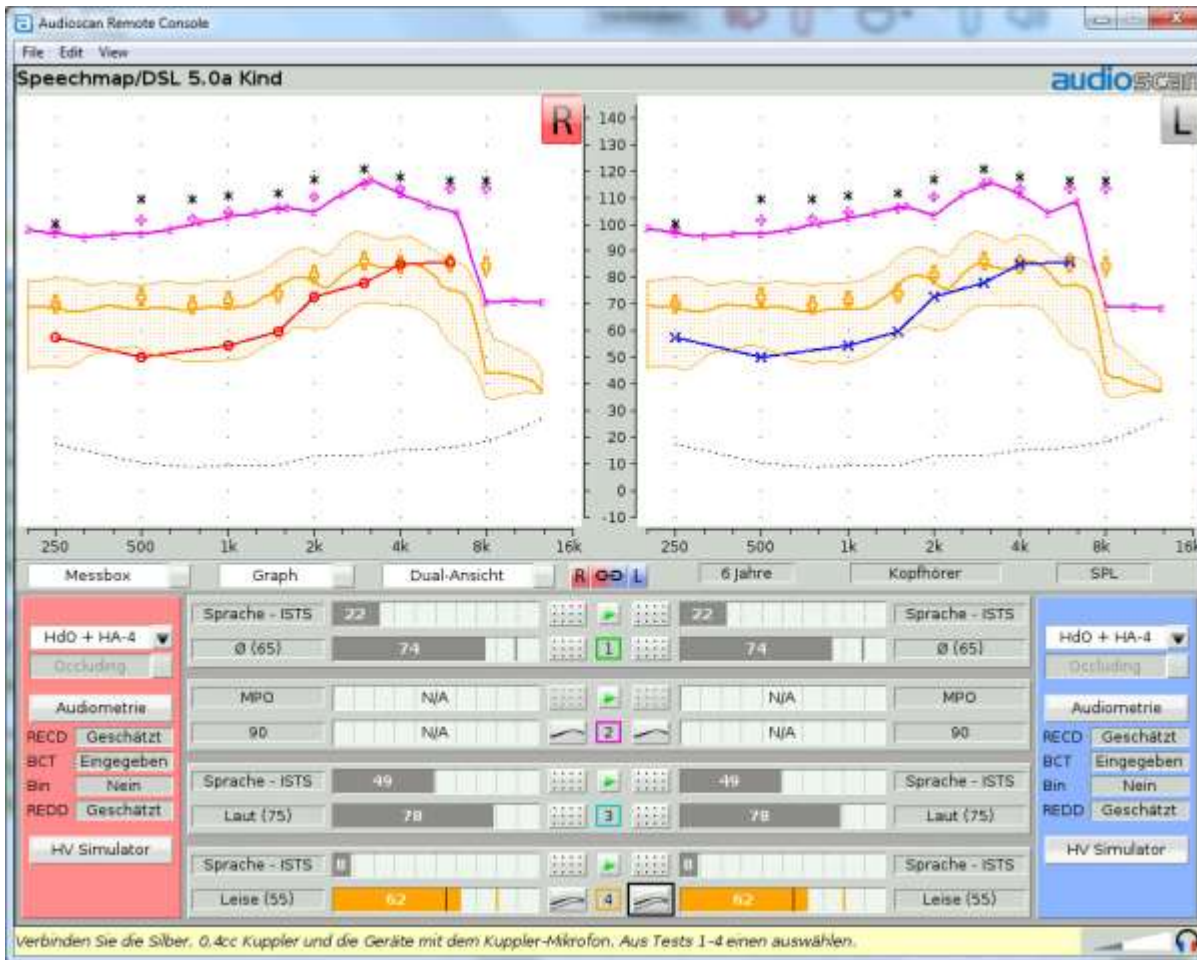 Audioscan Remote Console
File Edit View
Speechmap/DSL 5.0a Kind
audioscan
R
L
140
130
120
110
100
90
80
70
60
50
40
30
20
10
0
-10
250 500 1k 2k 4k 8k 16k
250 500 1k 2k 4k 8k 16k
Messbox Graph Dual-Ansicht R L 6 Jahre Kopfhörer SPL
HdO + HA-4
Occluding
Audiometrie
RECD Geschätzt
BCT Eingegeben
Bin Nein
REDD Geschätzt
HV Simulator
Sprache - ISTS 22 22 Sprache - ISTS
Ø (65) 74 1 74 Ø (65)
MPO N/A N/A MPO
90 N/A 2 N/A 90
Sprache - ISTS 49 49 Sprache - ISTS
Laut (75) 78 3 78 Laut (75)
Sprache - ISTS 8 8 Sprache - ISTS
Leise (55) 62 4 62 Leise (55)
HdO + HA-4
Occluding
Audiometrie
RECD Geschätzt
BCT Eingegeben
Bin Nein
REDD Geschätzt
HV Simulator
Verbinden Sie die Silber, 0,4cc Kuppler und die Geräte mit dem Kuppler-Mikrofon. Aus Tests 1-4 einen auswählen.